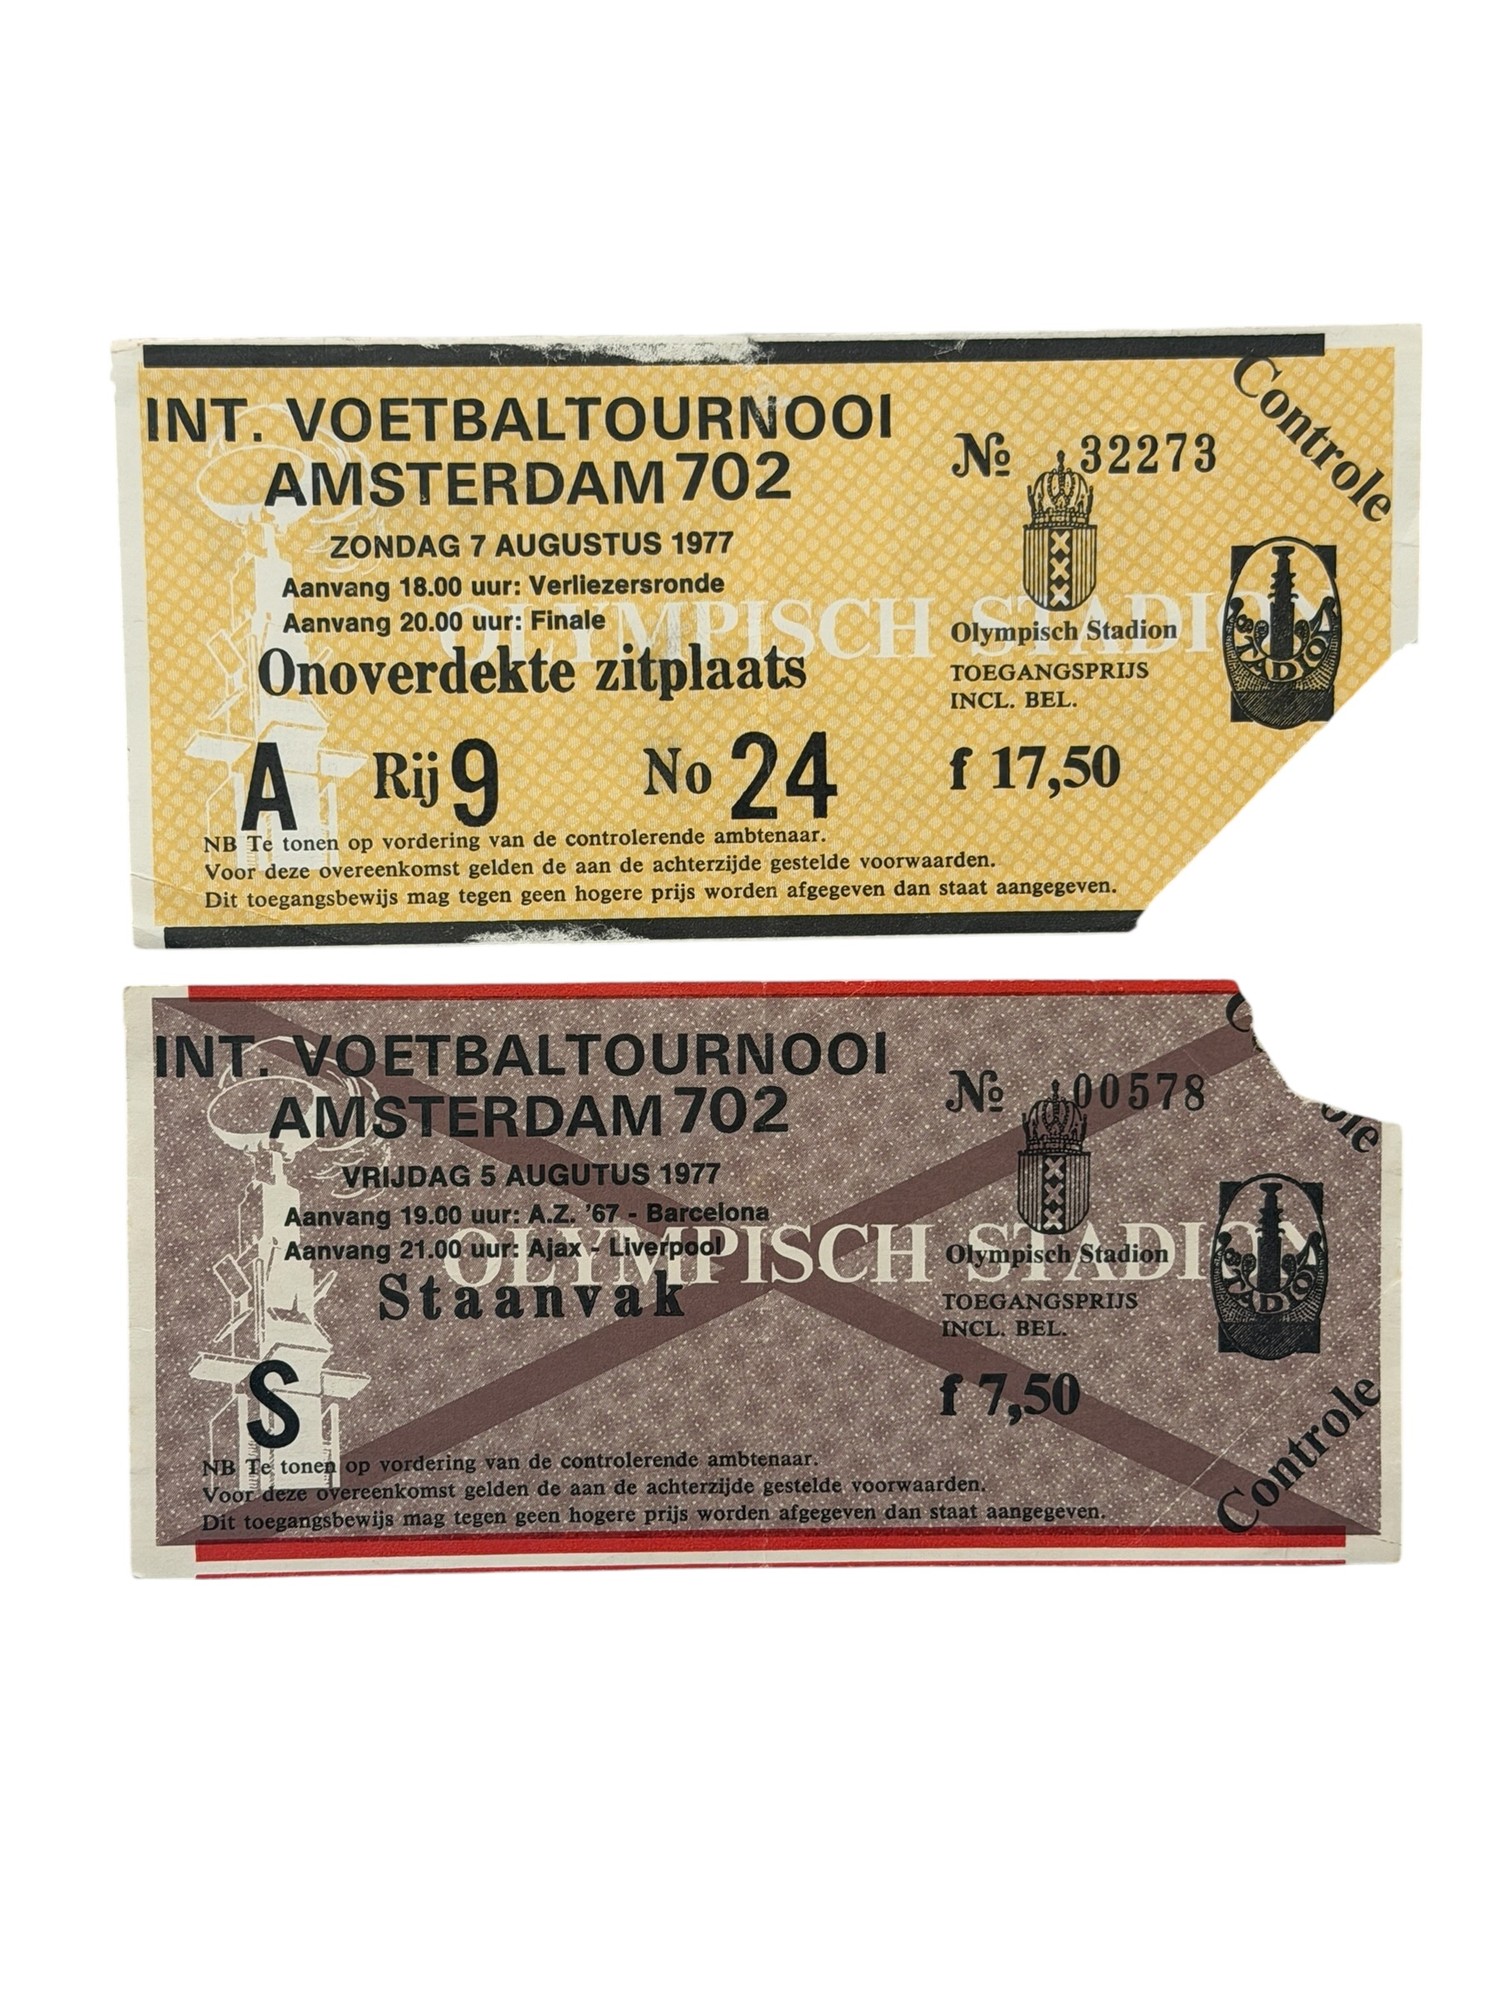 INT. VOETBALTOURNOOI
AMSTERDAM 702
ZONDAG 7 AUGUSTUS 1977
Aanvang 18.00 uur: Verliezersronde
Aanvang 20.00 uur: Finale
OLYMPISCH STADION
Onoverdekte zitplaats
A Rij 9 No 24
NB Te tonen op vordering van de controlerende ambtenaar.
Voor deze overeenkomst gelden de aan de achterzijde gestelde voorwaarden.
Dit toegangsbewijs mag tegen geen hogere prijs worden afgegeven dan staat aangegeven.
№ 32273
Olympisch Stadion
TOEGANGSPRIJS
INCL. BEL.
f 17,50
Controle
STADION
INT. VOETBALTOURNOOI
AMSTERDAM 702
VRIJDAG 5 AUGUTUS 1977
Aanvang 19.00 uur: A.Z. '67 - Barcelona
Aanvang 21.00 uur: Ajax - Liverpool
OLYMPISCH STADION
Staanvak
S
NB Te tonen op vordering van de controlerende ambtenaar.
Voor deze overeenkomst gelden de aan de achterzijde gestelde voorwaarden.
Dit toegangsbewijs mag tegen geen hogere prijs worden afgegeven dan staat aangegeven.
№ 00578
Olympisch Stadion
TOEGANGSPRIJS
INCL. BEL.
f 7,50
STADION
Controle